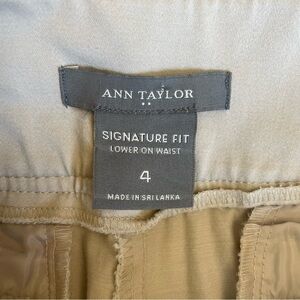 ANN TAYLOR
SIGNATURE FIT
LOWER ON WAIST
4
MADE IN SRI LANKA